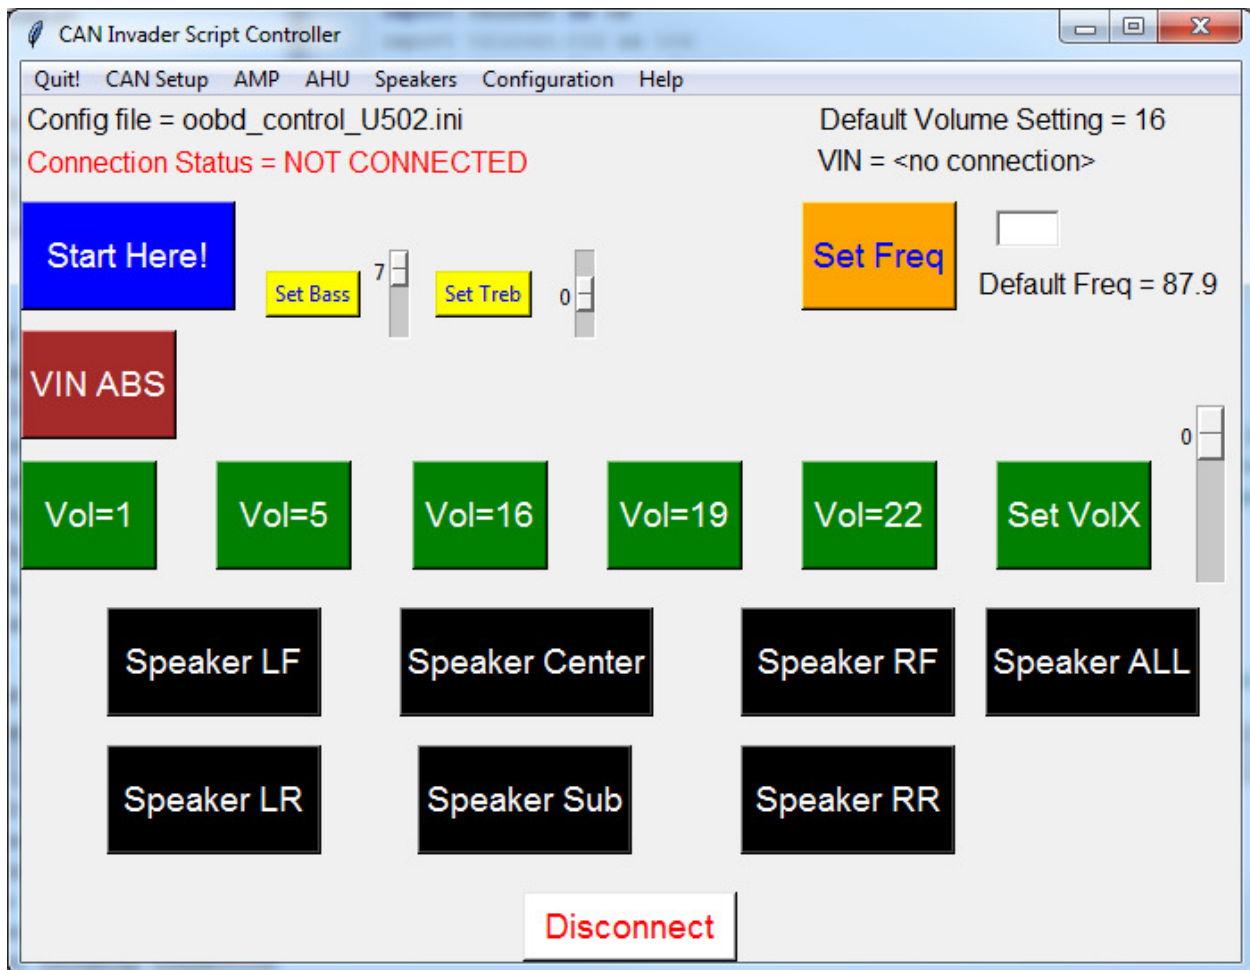 CAN Invader Script Controller
Quit! CAN Setup AMP AHU Speakers Configuration Help
Config file = oobd_control_U502.ini
Default Volume Setting = 16
Connection Status = NOT CONNECTED
VIN = <no connection>
Start Here!
Set Bass
7
Set Treb
0
Set Freq
Default Freq = 87.9
VIN ABS
0
Vol=1
Vol=5
Vol=16
Vol=19
Vol=22
Set VolX
Speaker LF
Speaker Center
Speaker RF
Speaker ALL
Speaker LR
Speaker Sub
Speaker RR
Disconnect